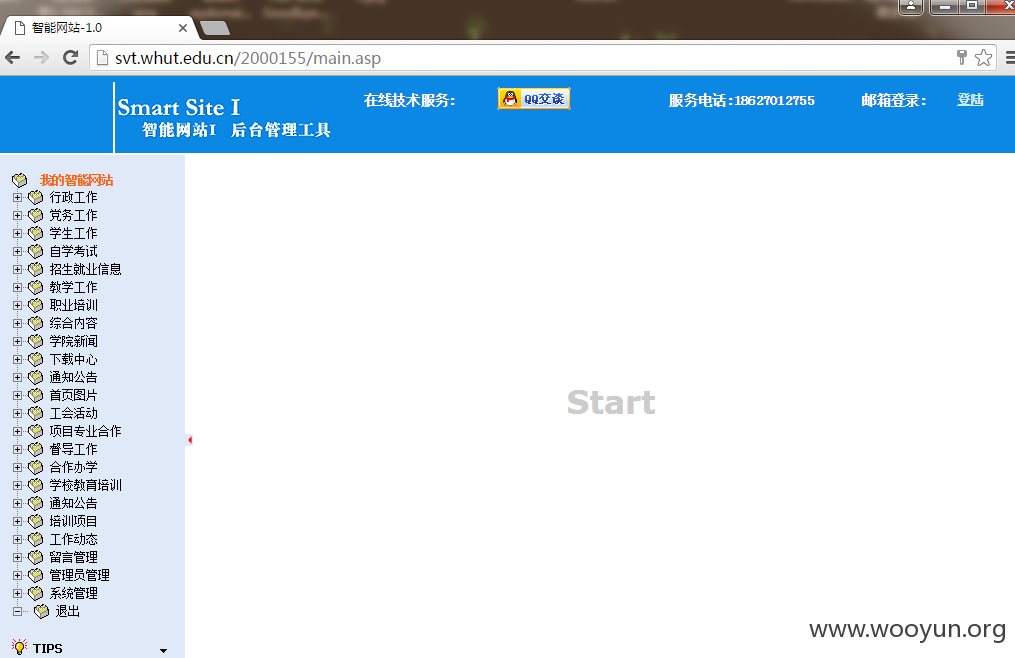 智能网站-1.0
svt.whut.edu.cn/2000155/main.asp
Smart Site I
智能网站I 后台管理工具
在线技术服务：
QQ交谈
服务电话:18627012755
邮箱登录：
登陆
我的智能网站
行政工作
党务工作
学生工作
自学考试
招生就业信息
教学工作
职业培训
综合内容
学院新闻
下载中心
通知公告
首页图片
工会活动
项目专业合作
督导工作
合作办学
学校教育培训
通知公告
培训项目
工作动态
留言管理
管理员管理
系统管理
退出
TIPS
Start
www.wooyun.org